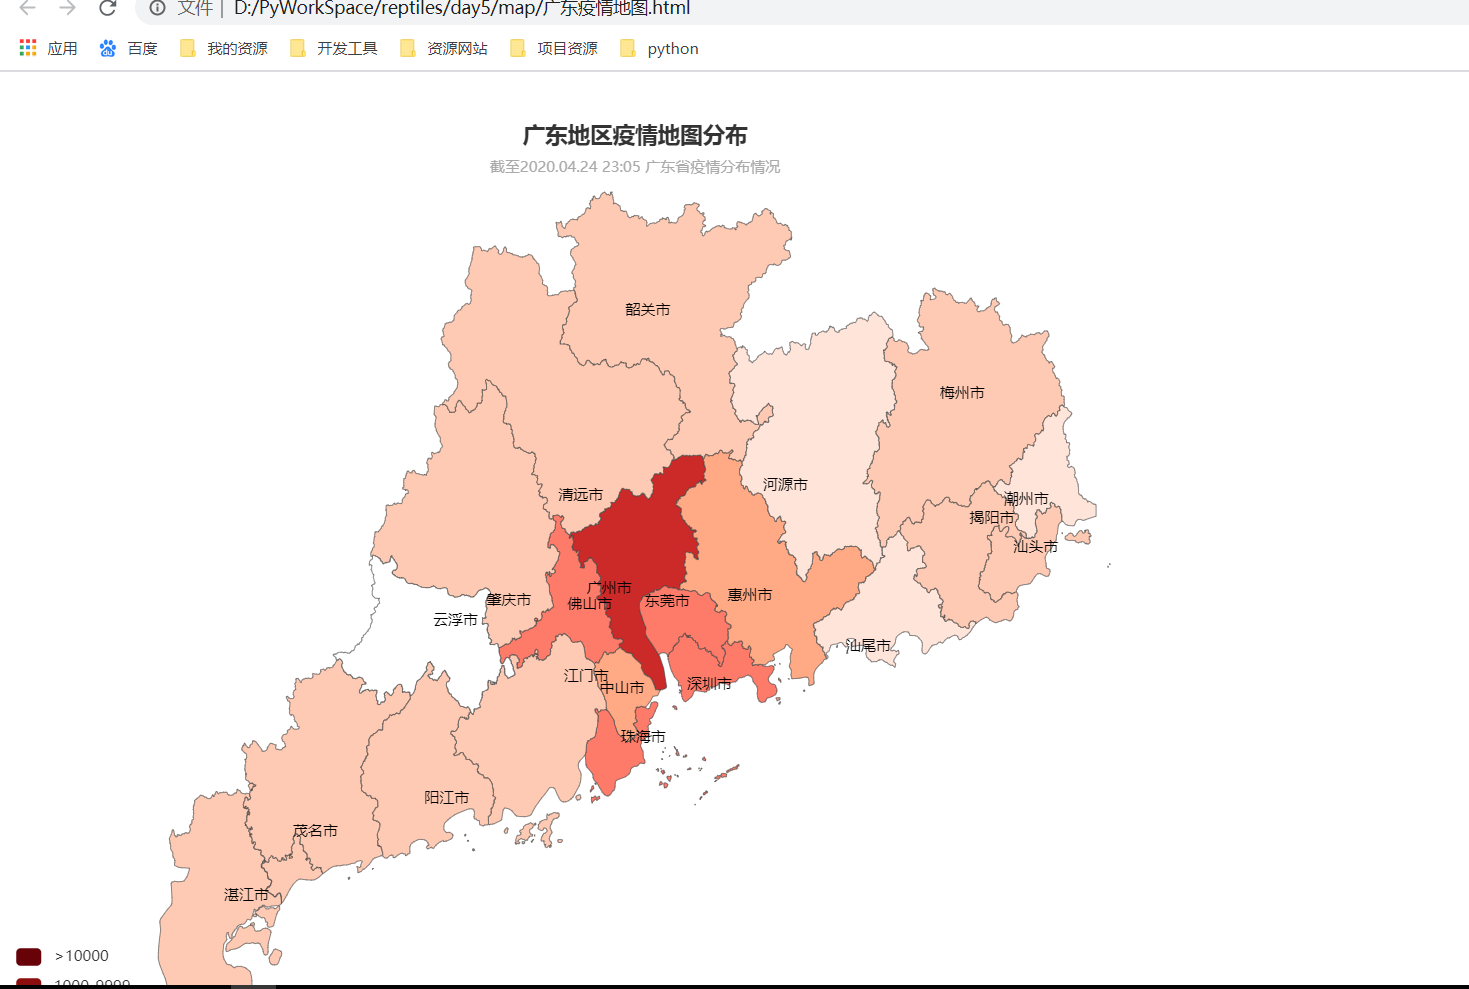 文件 | D:/PyWorkSpace/reptiles/day5/map/广东疫情地图.html
应用 百度 我的资源 开发工具 资源网站 项目资源 python
广东地区疫情地图分布
截至2020.04.24 23:05 广东省疫情分布情况
韶关市
梅州市
河源市
清远市
潮州市
揭阳市
汕头市
广州市
惠州市
肇庆市
佛山市
东莞市
云浮市
汕尾市
江门市
深圳市
中山市
珠海市
阳江市
茂名市
湛江市
>10000
1000-9999